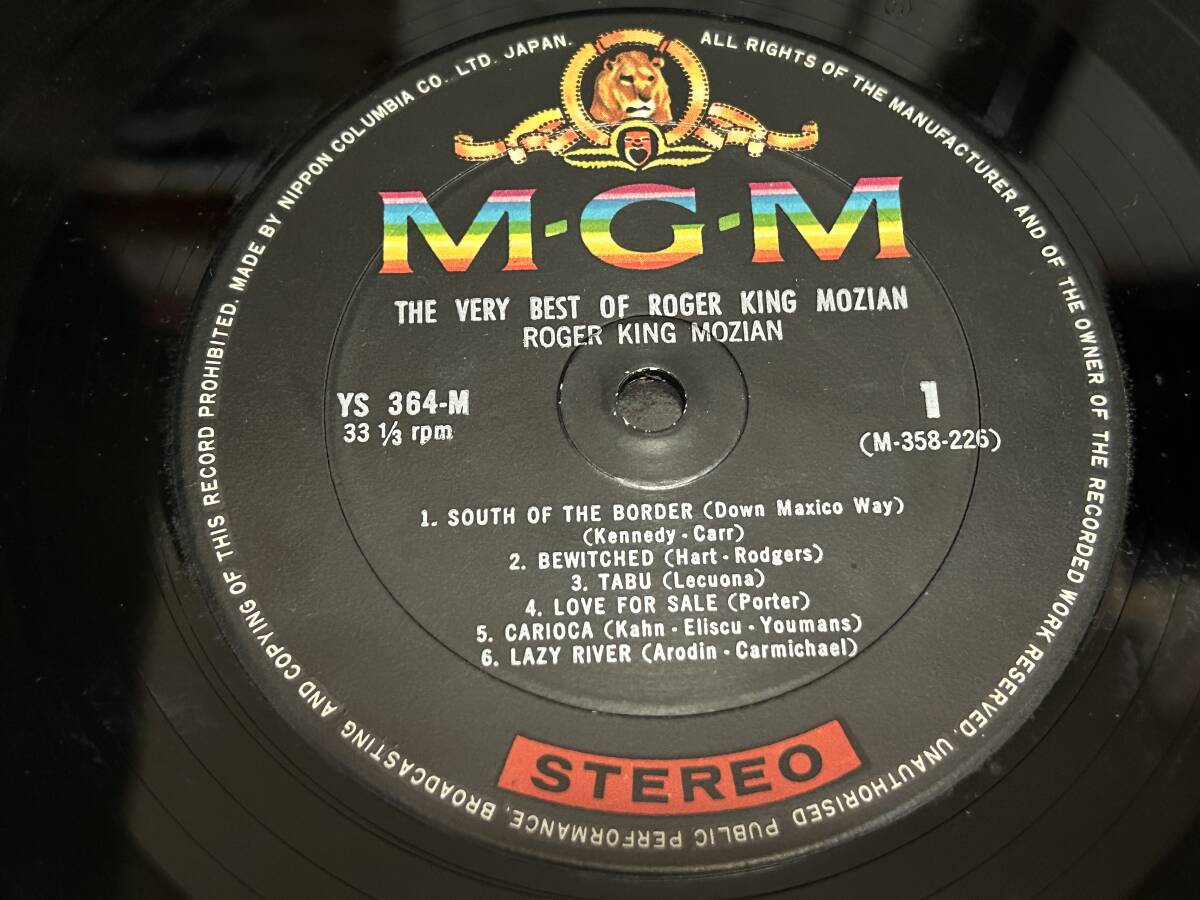 MADE BY NIPPON COLUMBIA CO., LTD. JAPAN.
ALL RIGHTS OF THE MANUFACTURER AND OF THE OWNER OF THE RECORDED WORK RESERVED. UNAUTHORISED PUBLIC PERFORMANCE, BROADCASTING AND COPYING OF THIS RECORD PROHIBITED.
M-G-M
THE VERY BEST OF ROGER KING MOZIAN
ROGER KING MOZIAN
YS 364-M
33 1/3 rpm
1
(M-358-226)
1. SOUTH OF THE BORDER (Down Maxico Way)
(Kennedy - Carr)
2. BEWITCHED (Hart - Rodgers)
3. TABU (Lecuona)
4. LOVE FOR SALE (Porter)
5. CARIOCA (Kahn - Eliscu - Youmans)
6. LAZY RIVER (Arodin - Carmichael)
STEREO